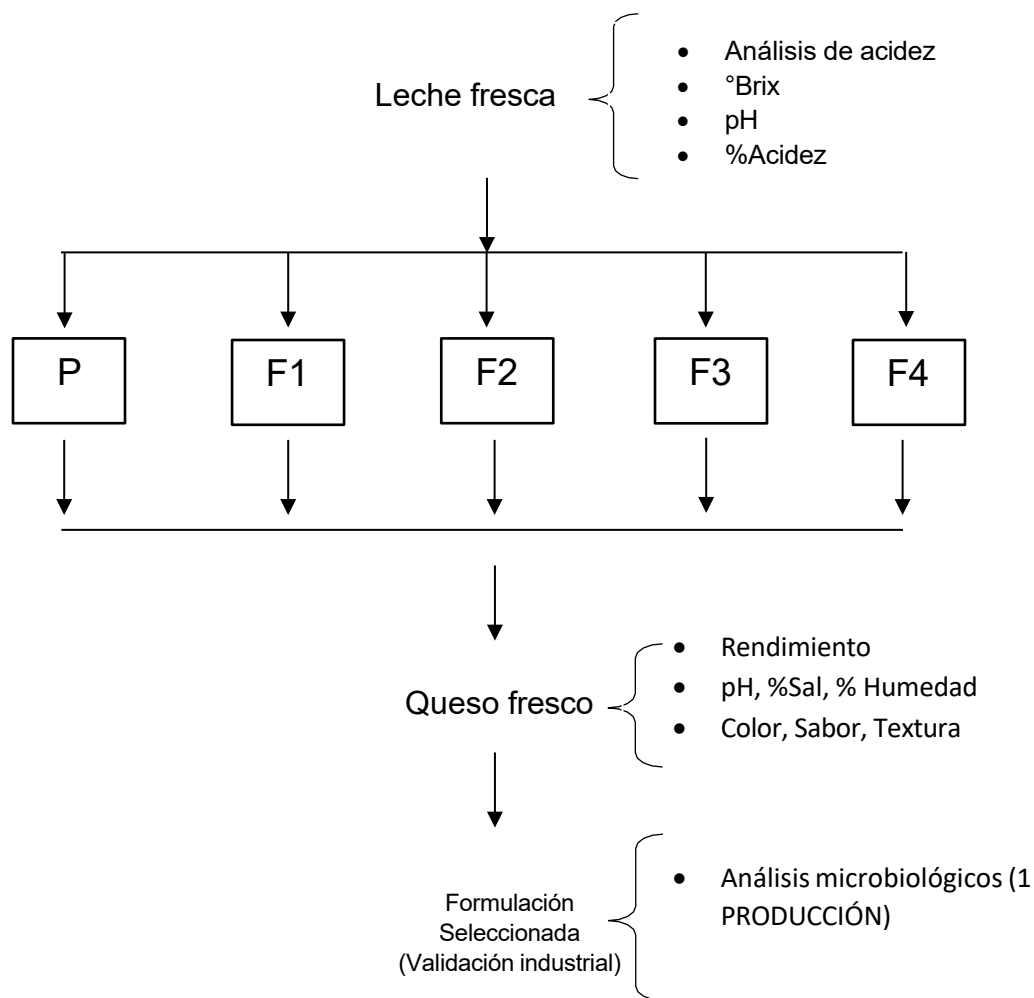 Leche fresca
• Análisis de acidez
• °Brix
• pH
• %Acidez
P
F1
F2
F3
F4
Queso fresco
• Rendimiento
• pH, %Sal, % Humedad
• Color, Sabor, Textura
Formulación
Seleccionada
(Validación industrial)
• Análisis microbiológicos (1
PRODUCCIÓN)